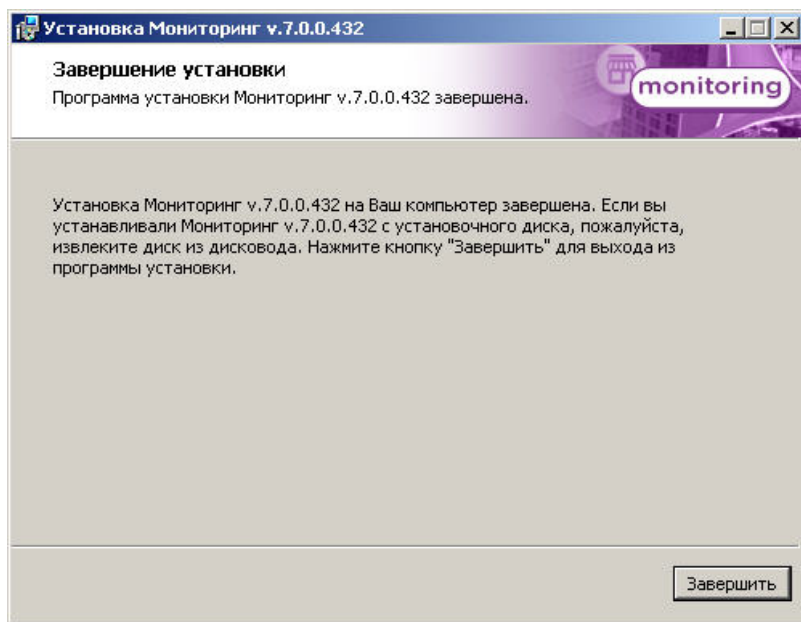 Установка Мониторинг v.7.0.0.432
Завершение установки
Программа установки Мониторинг v.7.0.0.432 завершена.
monitoring
Установка Мониторинг v.7.0.0.432 на Ваш компьютер завершена. Если вы
устанавливали Мониторинг v.7.0.0.432 с установочного диска, пожалуйста,
извлеките диск из дисковода. Нажмите кнопку "Завершить" для выхода из
программы установки.
Завершить